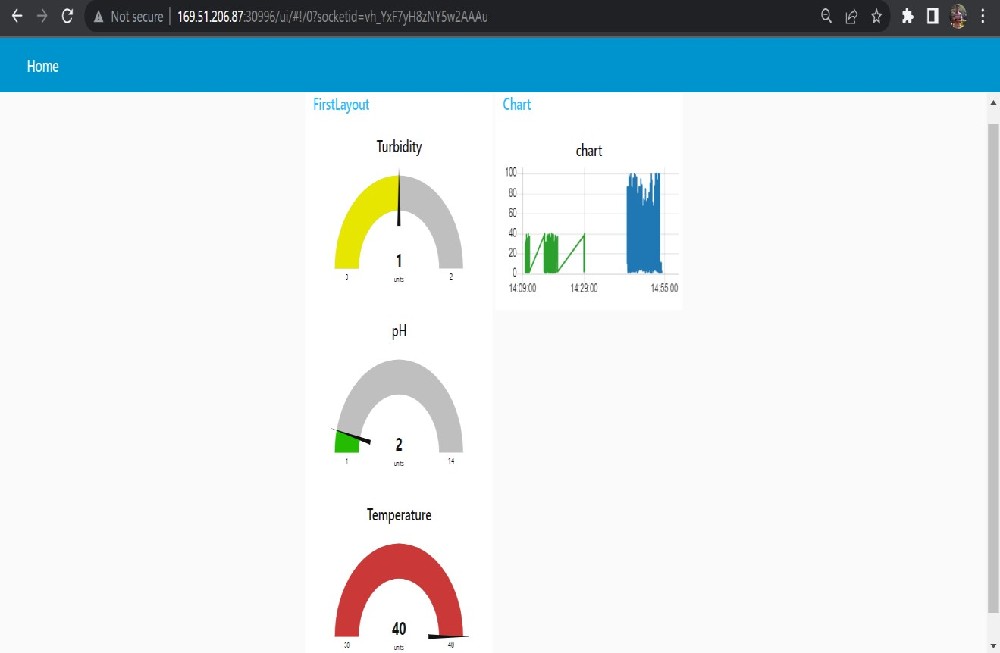 Not secure 169.51.206.87:30996/ui/#!/0?socketid=vh_YxF7yH8zNY5w2AAAu
Home
FirstLayout
Turbidity
1
units
0
2
pH
2
units
1
14
Temperature
40
units
30
40
Chart
chart
100
80
60
40
20
0
14:09:00 14:29:00 14:55:00